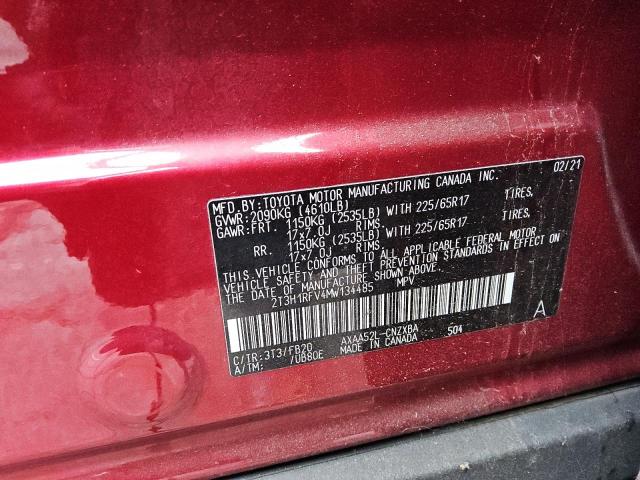 MFD. BY: TOYOTA MOTOR MANUFACTURING CANADA INC. 02/21
GVWR: 2090KG (4610LB)
GAWR: FRT. 1150KG (2535LB) WITH 225/65R17 TIRES.
17x7.0J RIMS.
RR. 1150KG (2535LB) WITH 225/65R17 TIRES.
17x7.0J RIMS.
THIS VEHICLE CONFORMS TO ALL APPLICABLE FEDERAL MOTOR
VEHICLE SAFETY AND THEFT PREVENTION STANDARDS IN EFFECT ON
THE DATE OF MANUFACTURE SHOWN ABOVE.
2T3H1RFV4MW134485 MPV
C/TR: 3T3/FB20 AXAA52L-CNZXBA 504
A/TM: /UB80E MADE IN CANADA
A